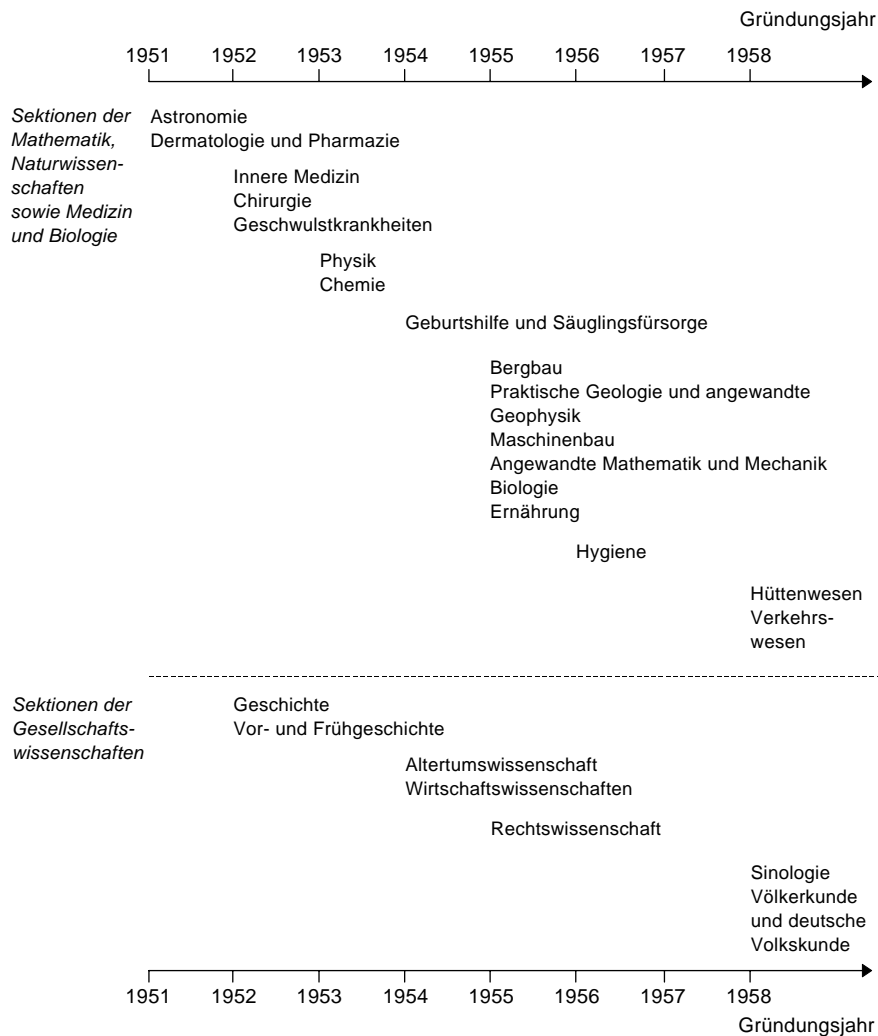 Gründungsjahr
1951 1952 1953 1954 1955 1956 1957 1958
Sektionen der
Mathematik,
Naturwissen-
schaften
sowie Medizin
und Biologie
Astronomie
Dermatologie und Pharmazie
Innere Medizin
Chirurgie
Geschwulstkrankheiten
Physik
Chemie
Geburtshilfe und Säuglingsfürsorge
Bergbau
Praktische Geologie und angewandte
Geophysik
Maschinenbau
Angewandte Mathematik und Mechanik
Biologie
Ernährung
Hygiene
Hüttenwesen
Verkehrs-
wesen
Sektionen der
Gesellschafts-
wissenschaften
Geschichte
Vor- und Frühgeschichte
Altertumswissenschaft
Wirtschaftswissenschaften
Rechtswissenschaft
Sinologie
Völkerkunde
und deutsche
Volkskunde
1951 1952 1953 1954 1955 1956 1957 1958
Gründungsjahr